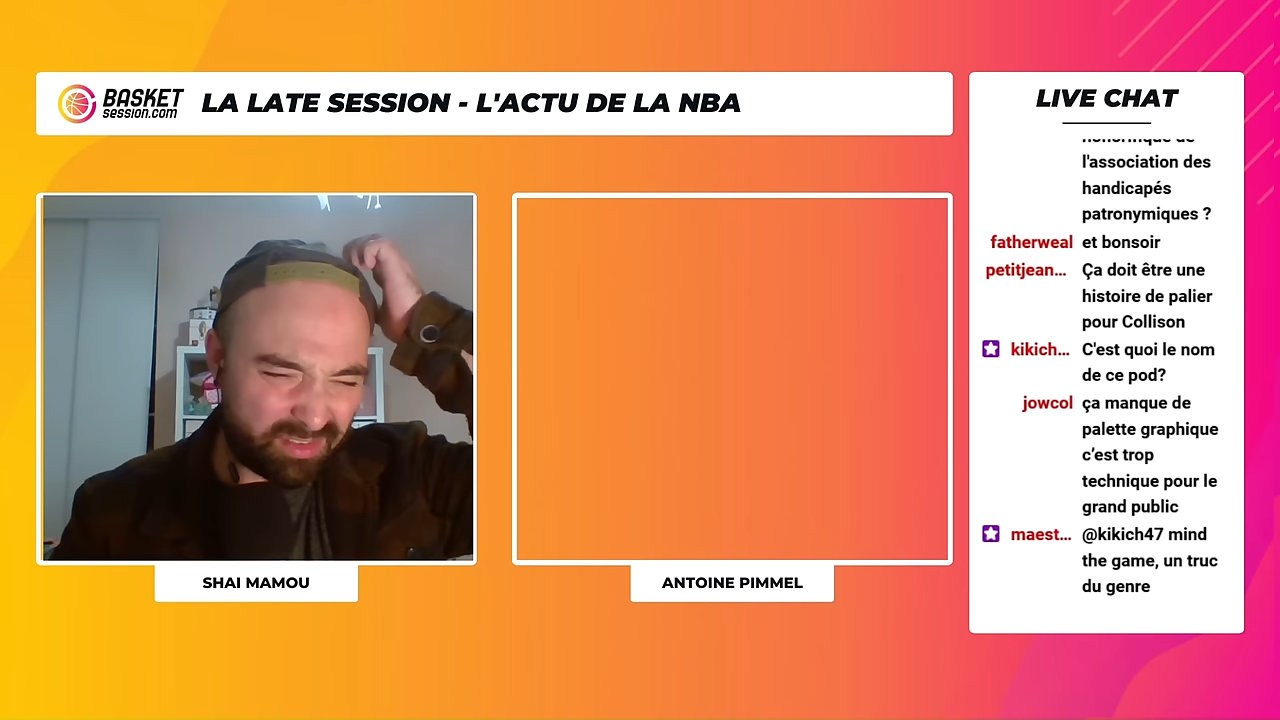 BASKET
session.com
LA LATE SESSION - L'ACTU DE LA NBA
SHAI MAMOU
ANTOINE PIMMEL
LIVE CHAT
honorifique de
l'association des
handicapés
patronymiques ?
fatherweal et bonsoir
petitjean... Ça doit être une
histoire de palier
pour Collison
kikich... C'est quoi le nom
de ce pod?
jowcol ça manque de
palette graphique
c'est trop
technique pour le
grand public
maest... @kikich47 mind
the game, un truc
du genre